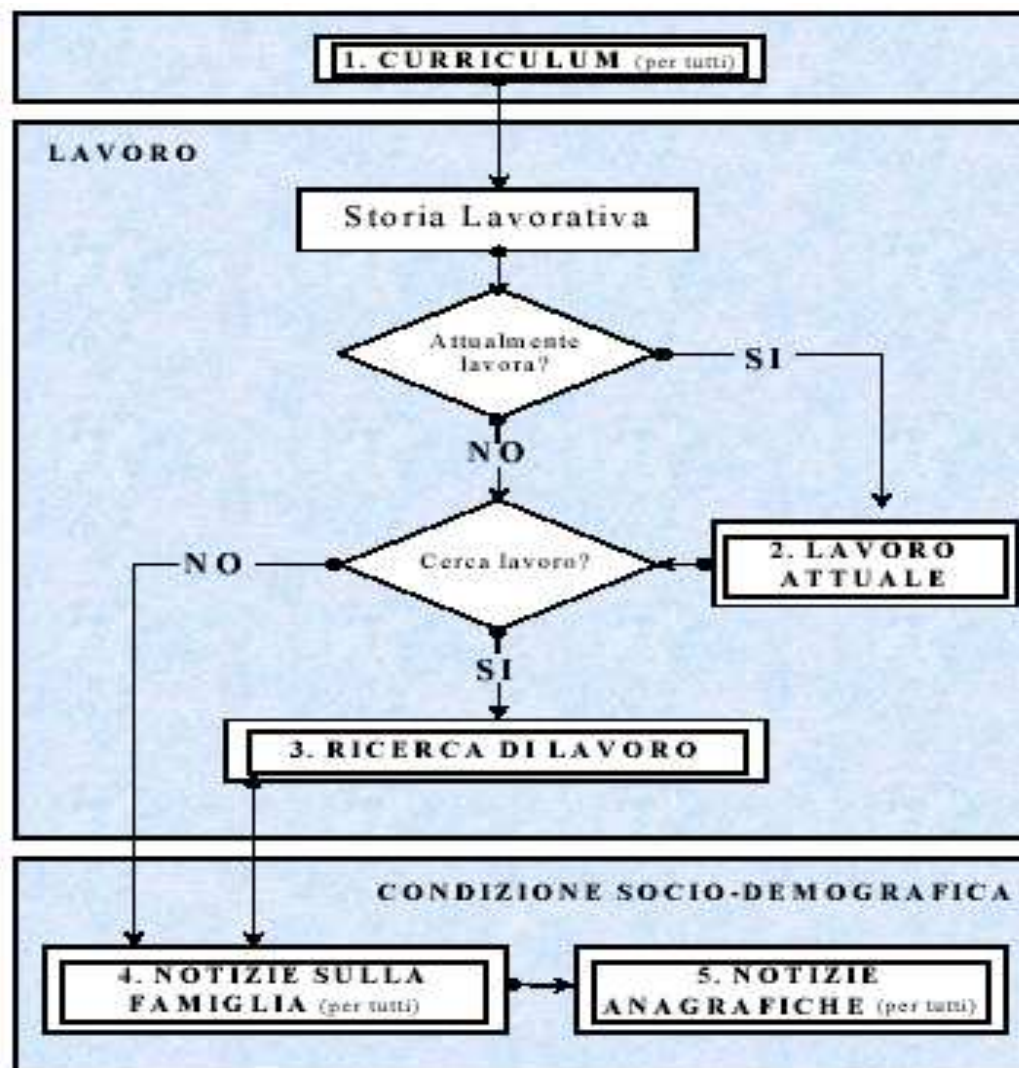 1. CURRICULUM (per tutti)
LAVORO
Storia Lavorativa
Attualmente
lavora?
SI
NO
NO
Cerca lavoro?
2. LAVORO
ATTUALE
SI
3. RICERCA DI LAVORO
CONDIZIONE SOCIO-DEMOGRAFICA
4. NOTIZIE SULLA
FAMIGLIA (per tutti)
5. NOTIZIE
ANAGRAFICHE (per tutti)